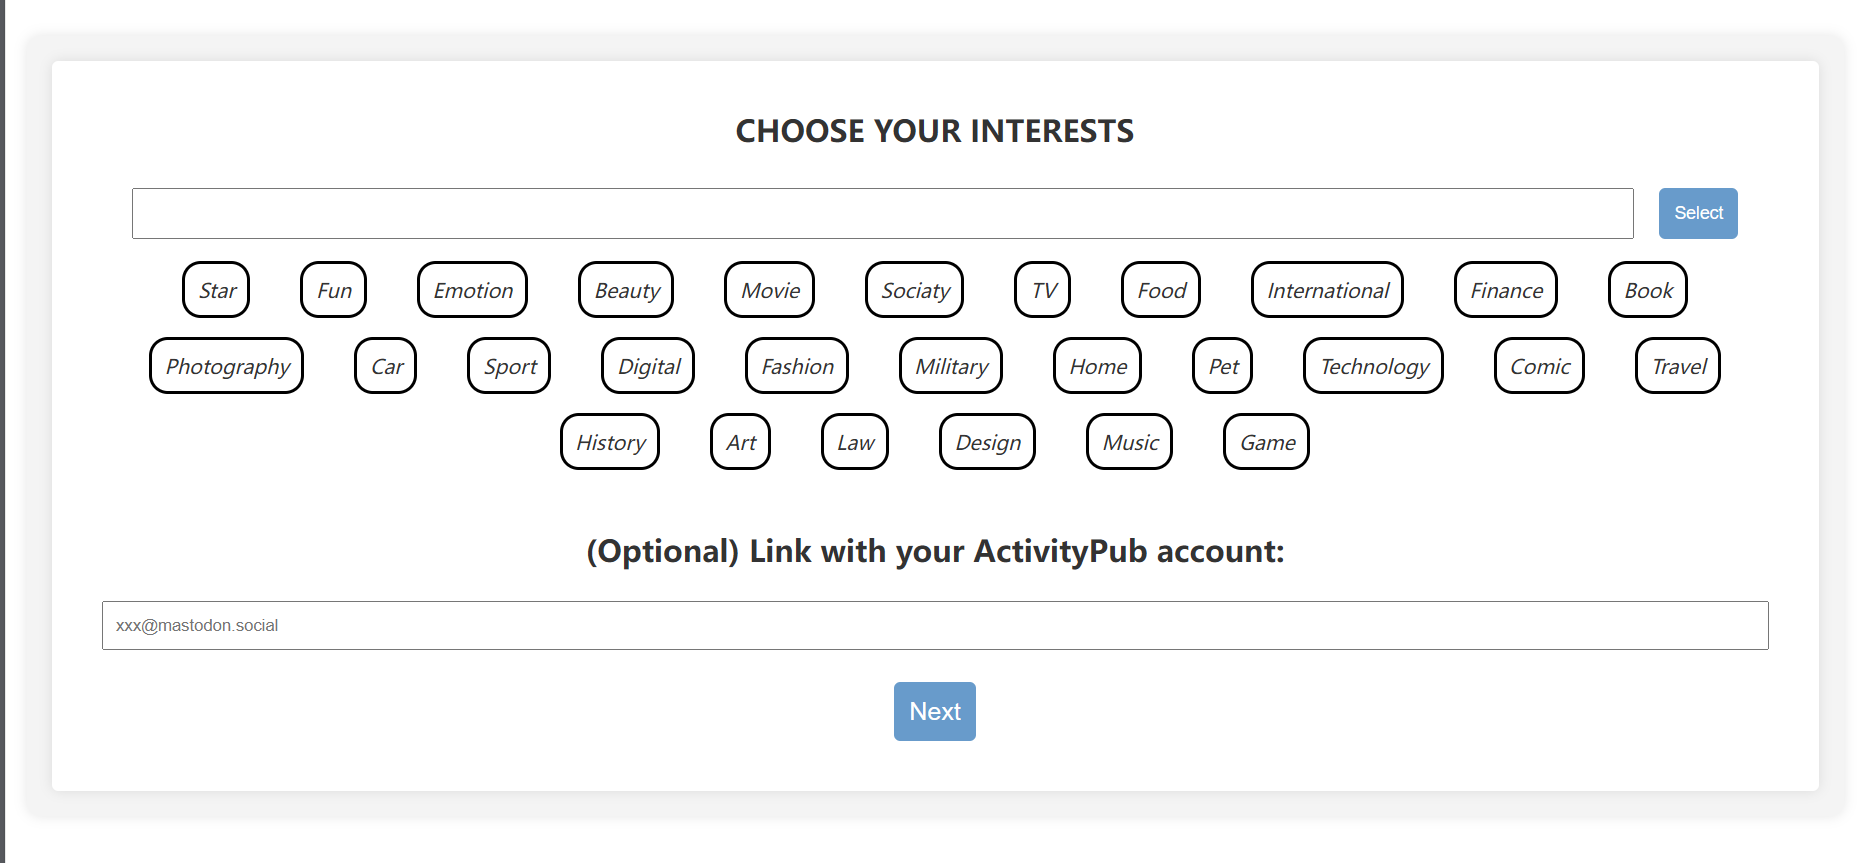 CHOOSE YOUR INTERESTS
Select
Star Fun Emotion Beauty Movie Sociaty TV Food International Finance Book
Photography Car Sport Digital Fashion Military Home Pet Technology Comic Travel
History Art Law Design Music Game
(Optional) Link with your ActivityPub account:
xxx@mastodon.social
Next